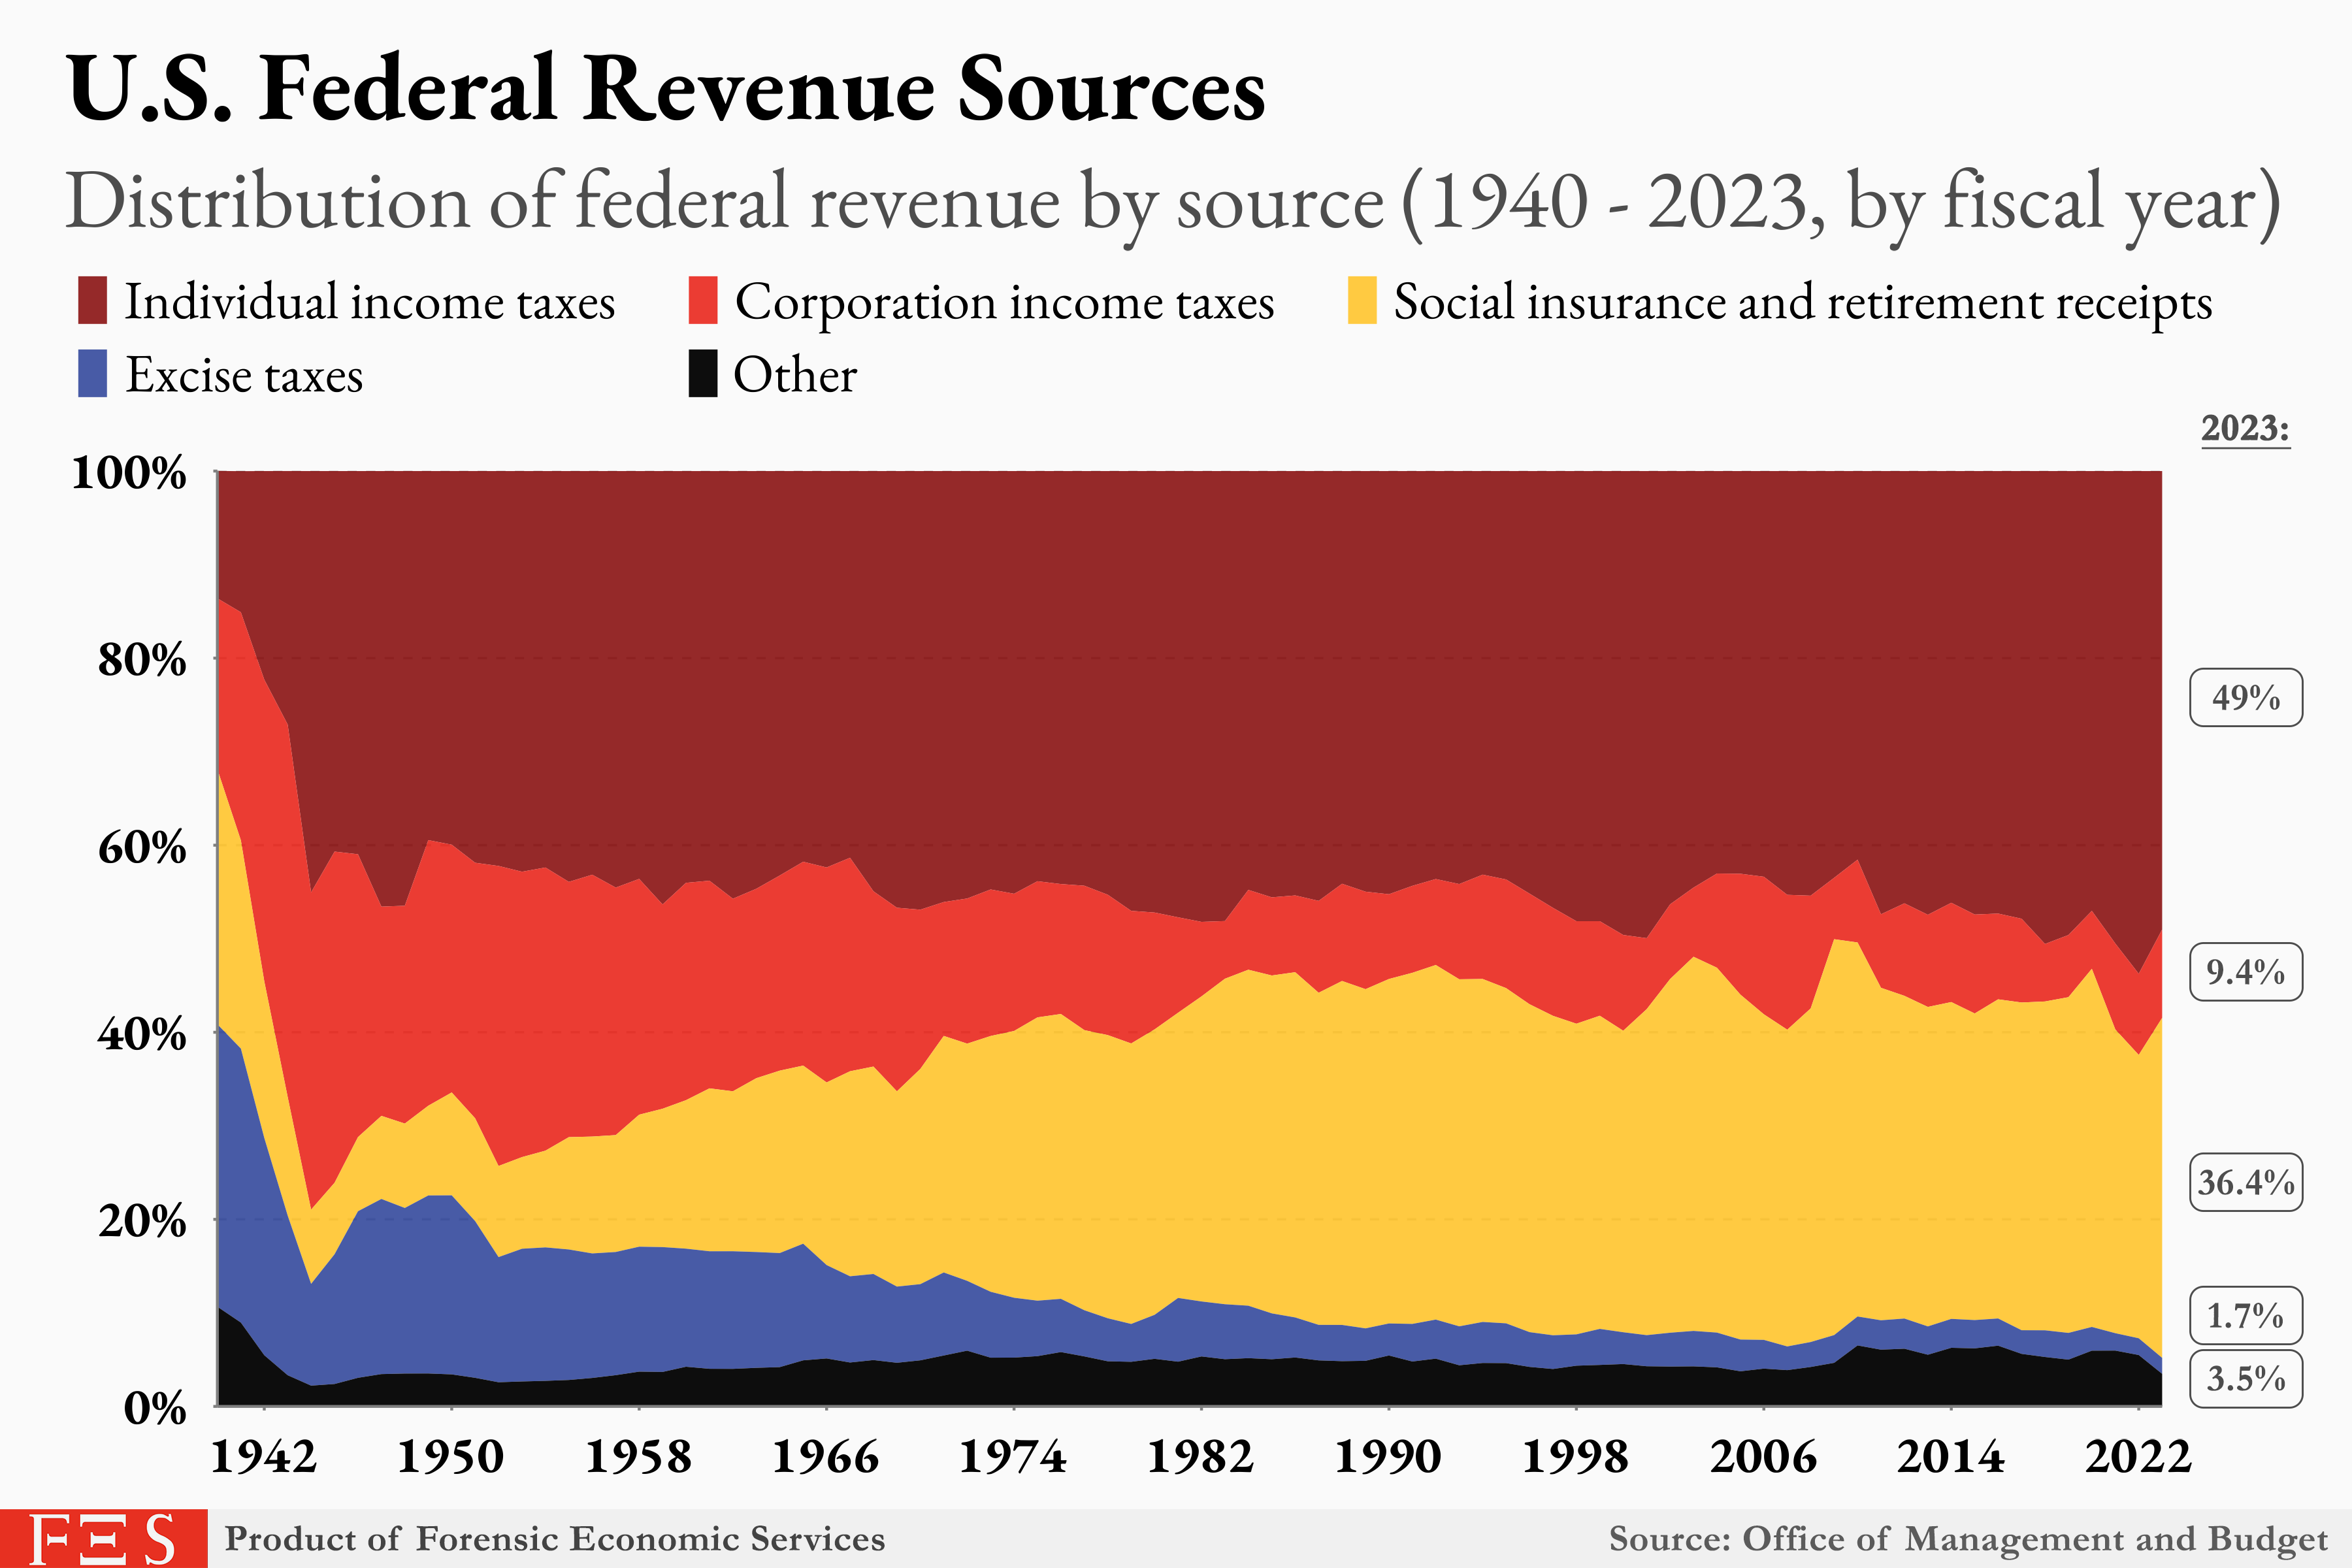 U.S. Federal Revenue Sources
Distribution of federal revenue by source (1940 - 2023, by fiscal year)
Individual income taxes
Corporation income taxes
Social insurance and retirement receipts
Excise taxes
Other
2023:
100%
80%
60%
40%
20%
0%
49%
9.4%
36.4%
1.7%
3.5%
1942 1950 1958 1966 1974 1982 1990 1998 2006 2014 2022
FES
Product of Forensic Economic Services
Source: Office of Management and Budget